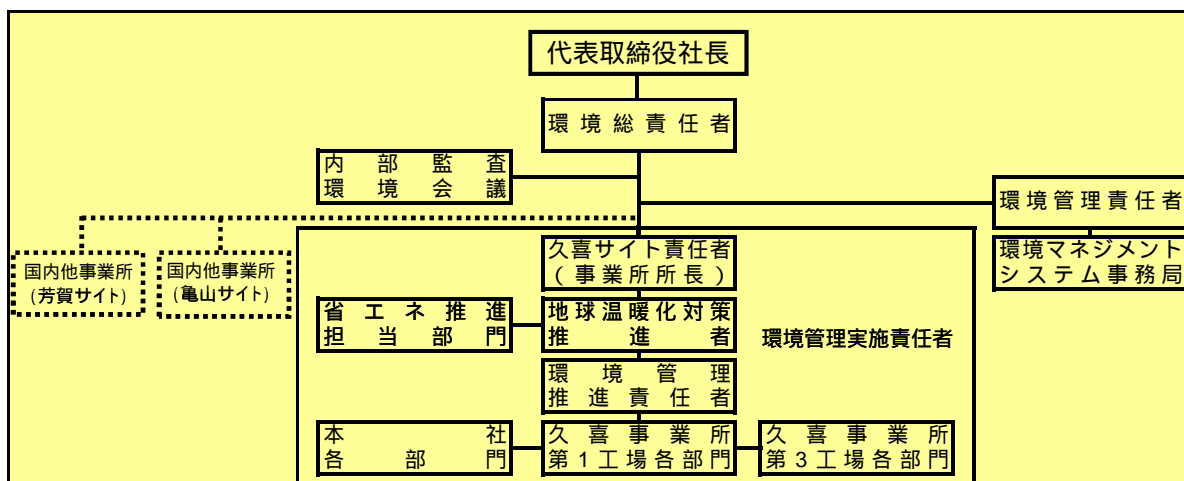 代表取締役社長
環境総責任者
内部監査
環境会議
環境管理責任者
環境マネジメント
システム事務局
国内他事業所
(芳賀サイト)
国内他事業所
(亀山サイト)
久喜サイト責任者
(事業所所長)
省エネ推進
担当部門
地球温暖化対策
推進者
環境管理実施責任者
環境管理
推進責任者
本社
各部門
久喜事業所
第1工場各部門
久喜事業所
第3工場各部門